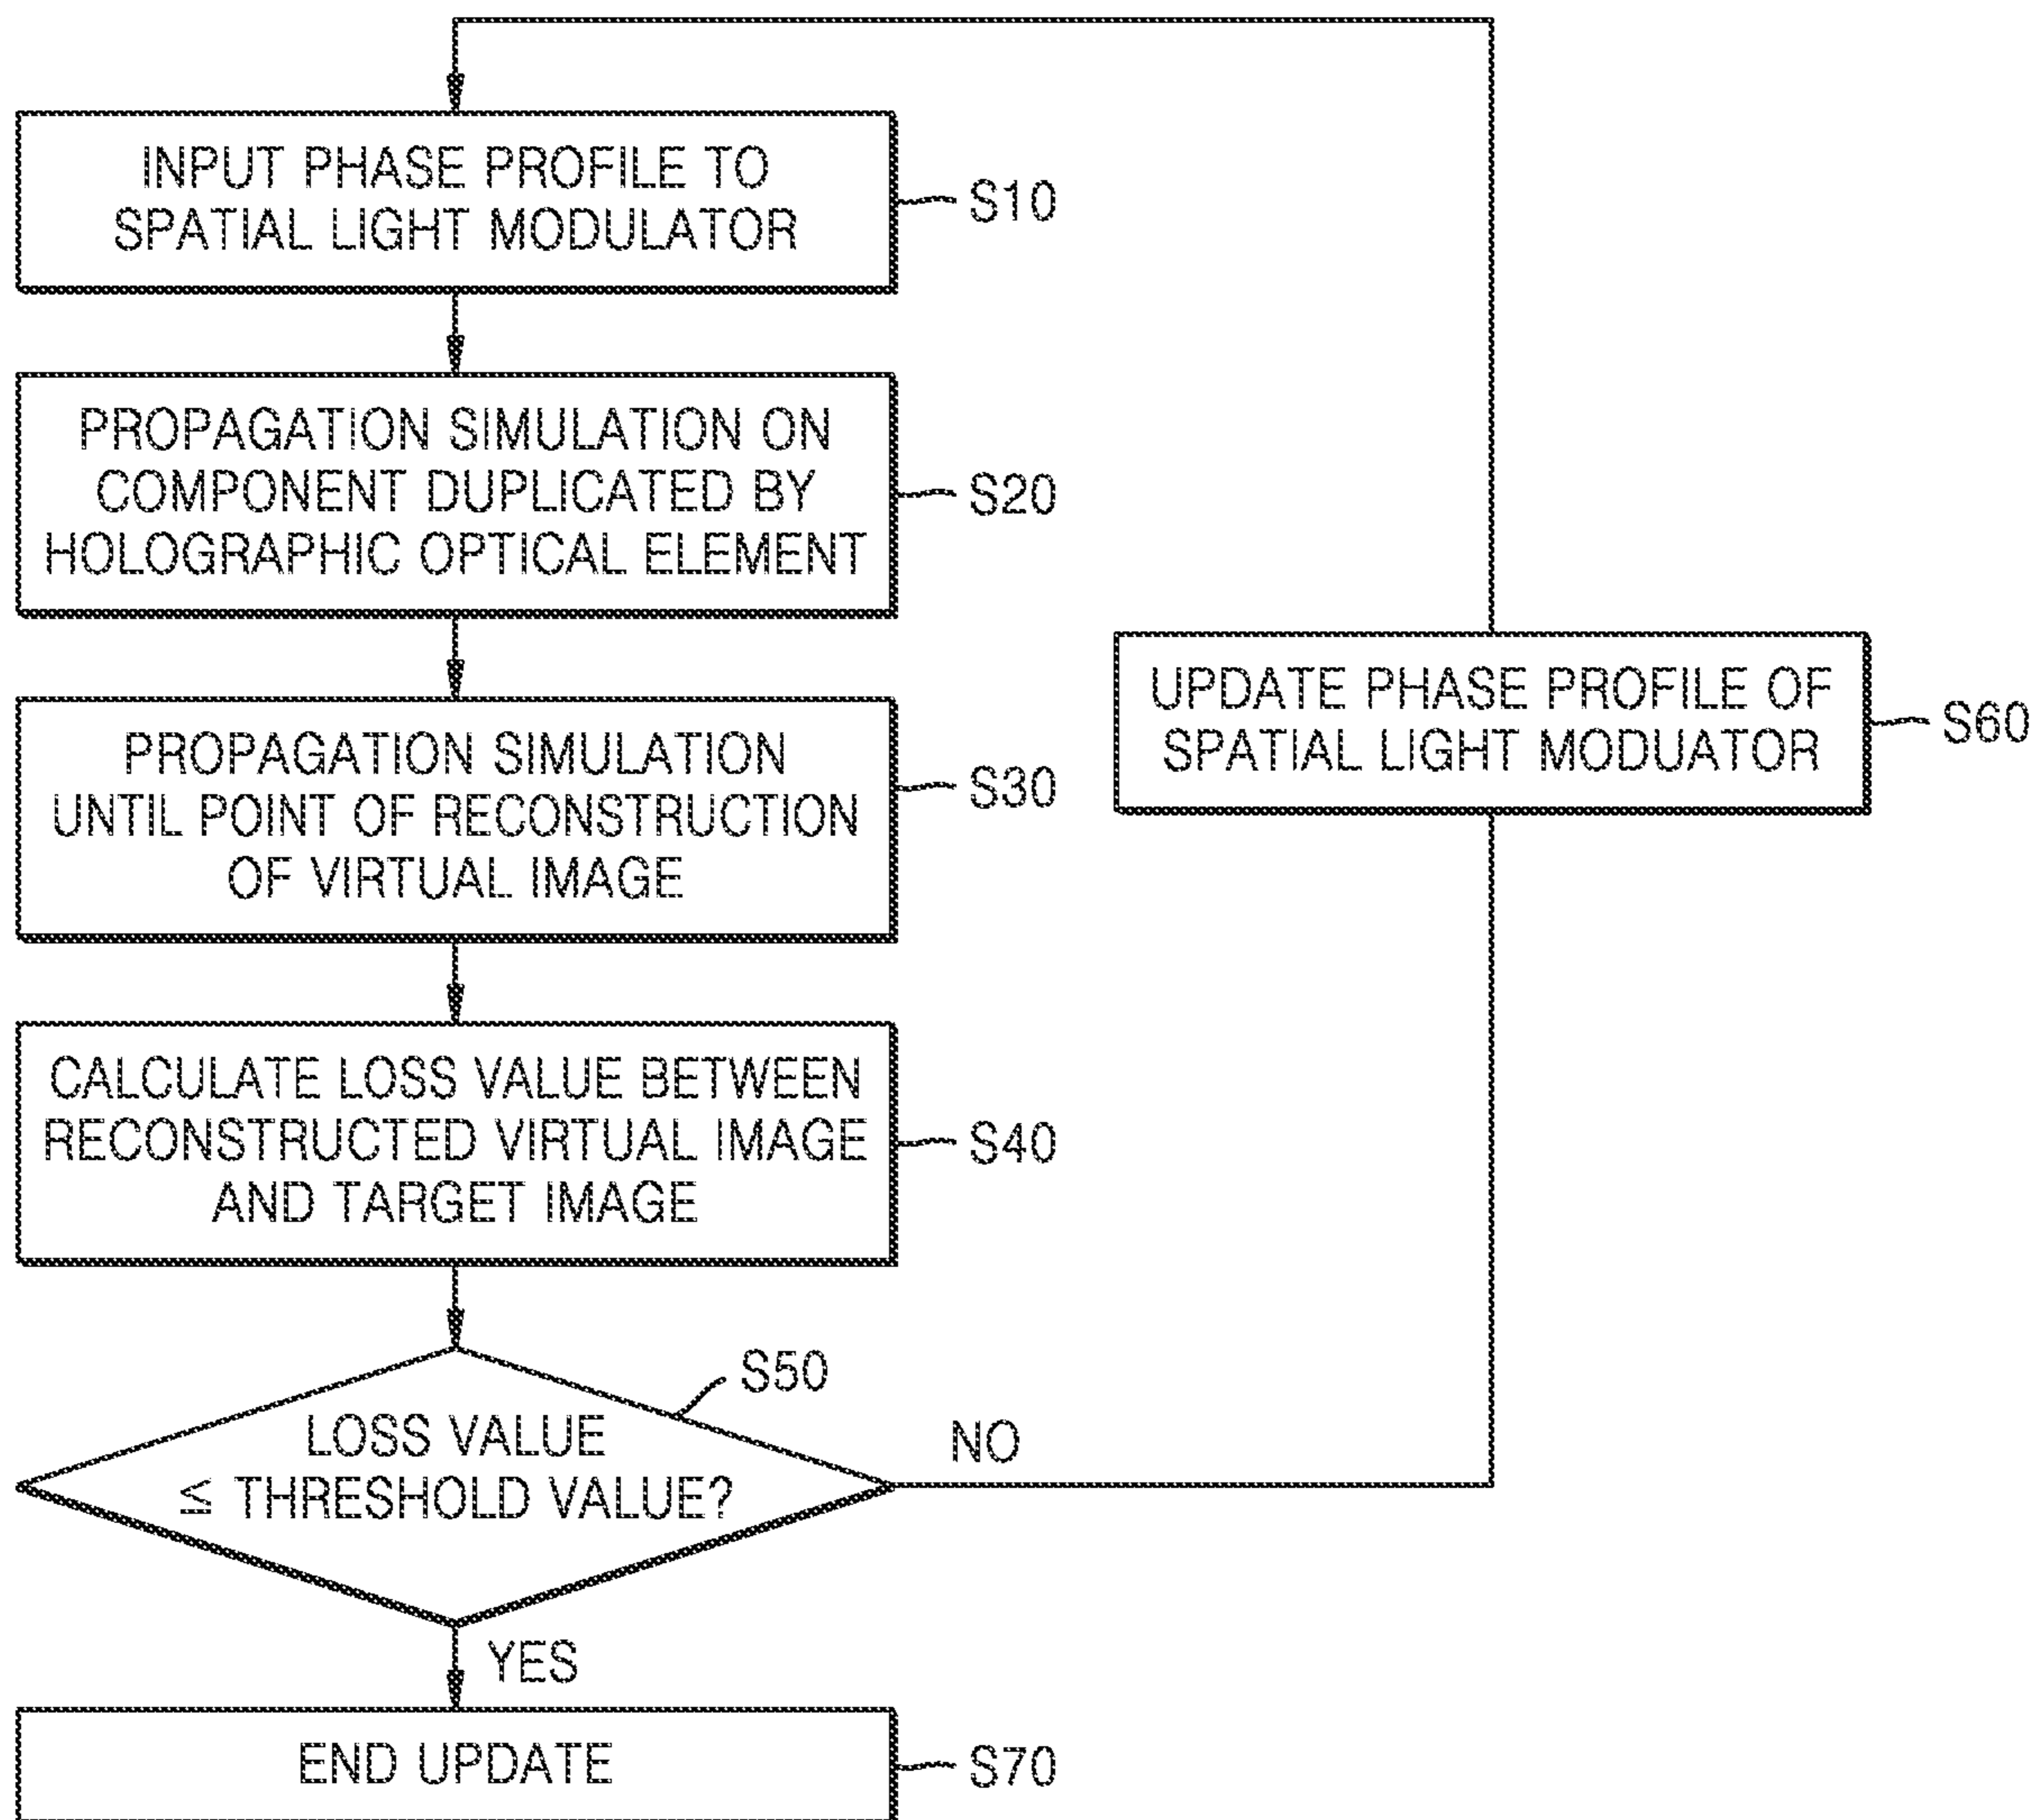 INPUT PHASE PROFILE TO
SPATIAL LIGHT MODULATOR
S10
PROPAGATION SIMULATION ON
COMPONENT DUPLICATED BY
HOLOGRAPHIC OPTICAL ELEMENT
S20
PROPAGATION SIMULATION
UNTIL POINT OF RECONSTRUCTION
OF VIRTUAL IMAGE
S30
UPDATE PHASE PROFILE OF
SPATIAL LIGHT MODUATOR
S60
CALCULATE LOSS VALUE BETWEEN
RECONSTRUCTED VIRTUAL IMAGE
AND TARGET IMAGE
S40
S50
LOSS VALUE
≤ THRESHOLD VALUE?
NO
YES
END UPDATE
S70